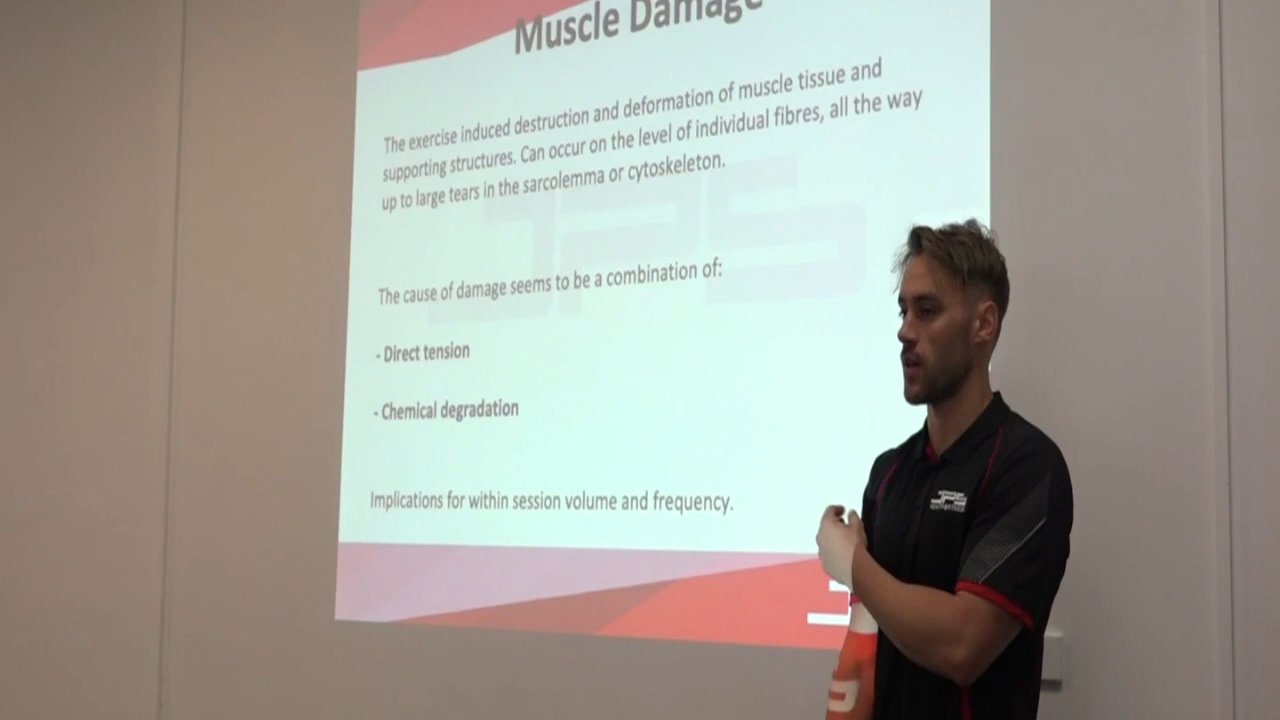 Muscle Damage
The exercise induced destruction and deformation of muscle tissue and
supporting structures. Can occur on the level of individual fibres, all the way
up to large tears in the sarcolemma or cytoskeleton.
JPS
The cause of damage seems to be a combination of:
- Direct tension
- Chemical degradation
Implications for within session volume and frequency.
JPS